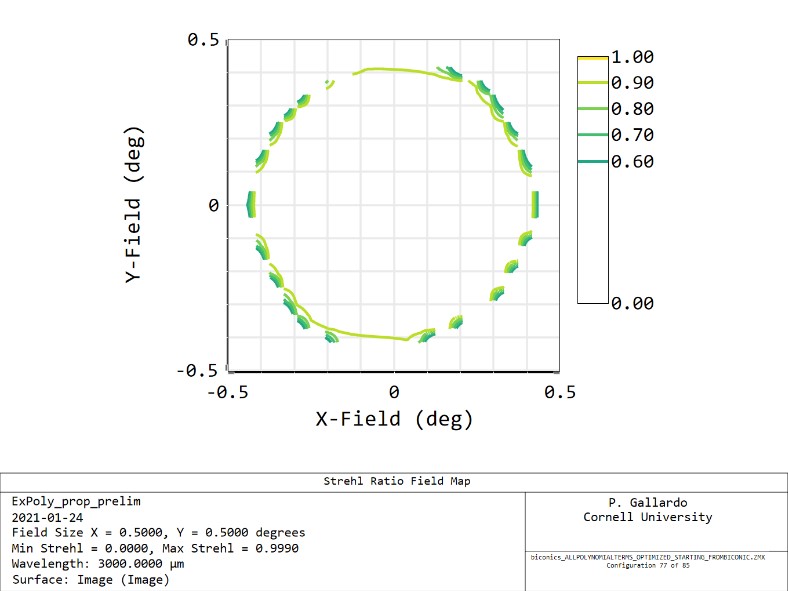 0.5
0
-0.5
Y-Field (deg)
-0.5 0 0.5
X-Field (deg)
1.00
0.90
0.80
0.70
0.60
0.00
Strehl Ratio Field Map
ExPoly_prop_prelim
2021-01-24
Field Size X = 0.5000, Y = 0.5000 degrees
Min Strehl = 0.0000, Max Strehl = 0.9990
Wavelength: 3000.0000 µm
Surface: Image (Image)
P. Gallardo
Cornell University
biconics_ALLPOLYNOMIALTERMS_OPTIMIZED_STARTING_FROMBICONIC.ZMX
Configuration 77 of 85